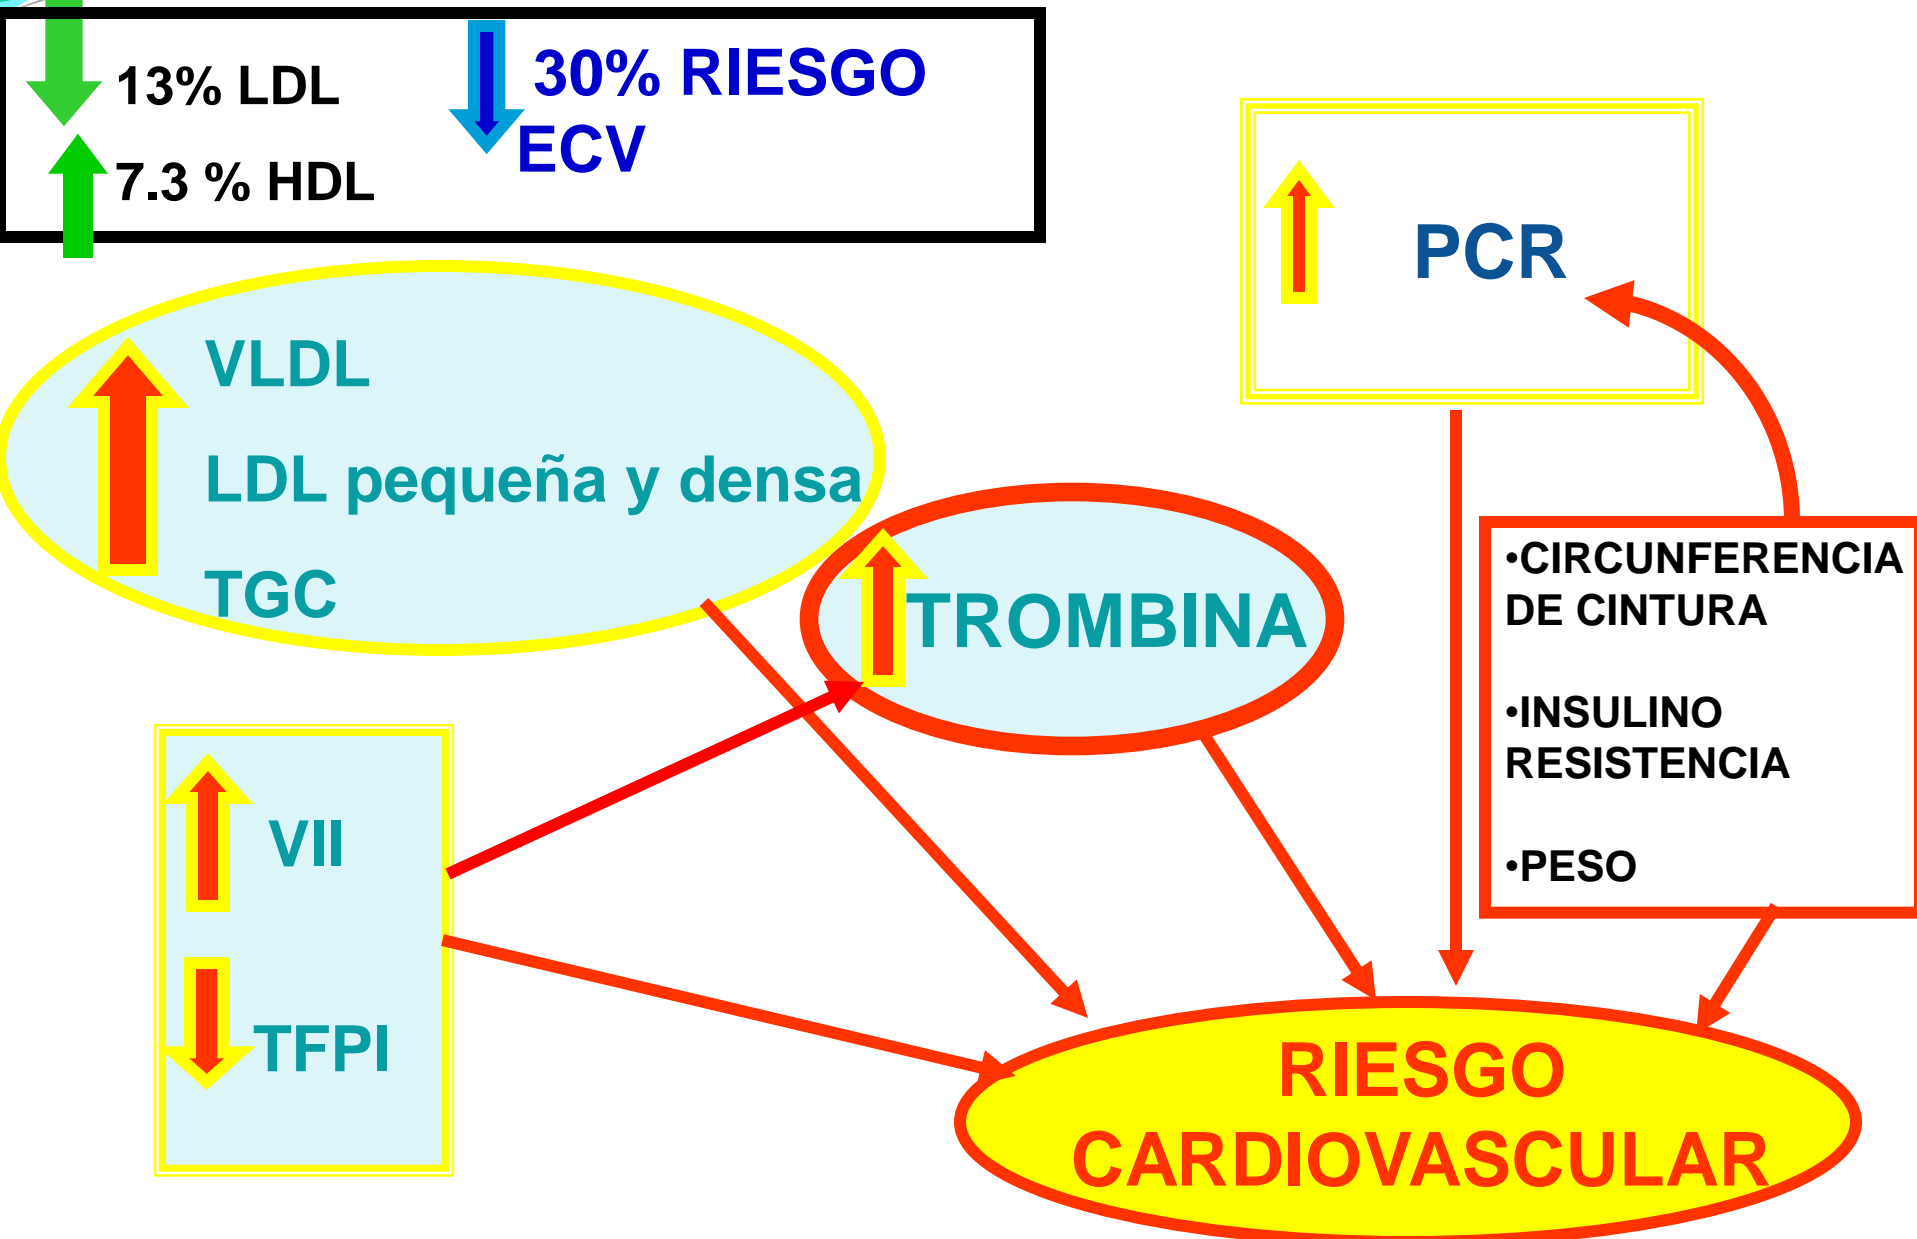 13% LDL
7.3 % HDL
30% RIESGO
ECV
PCR
VLDL
LDL pequeña y densa
TGC
TROMBINA
•CIRCUNFERENCIA
DE CINTURA
•INSULINO
RESISTENCIA
•PESO
VII
TFPI
RIESGO
CARDIOVASCULAR